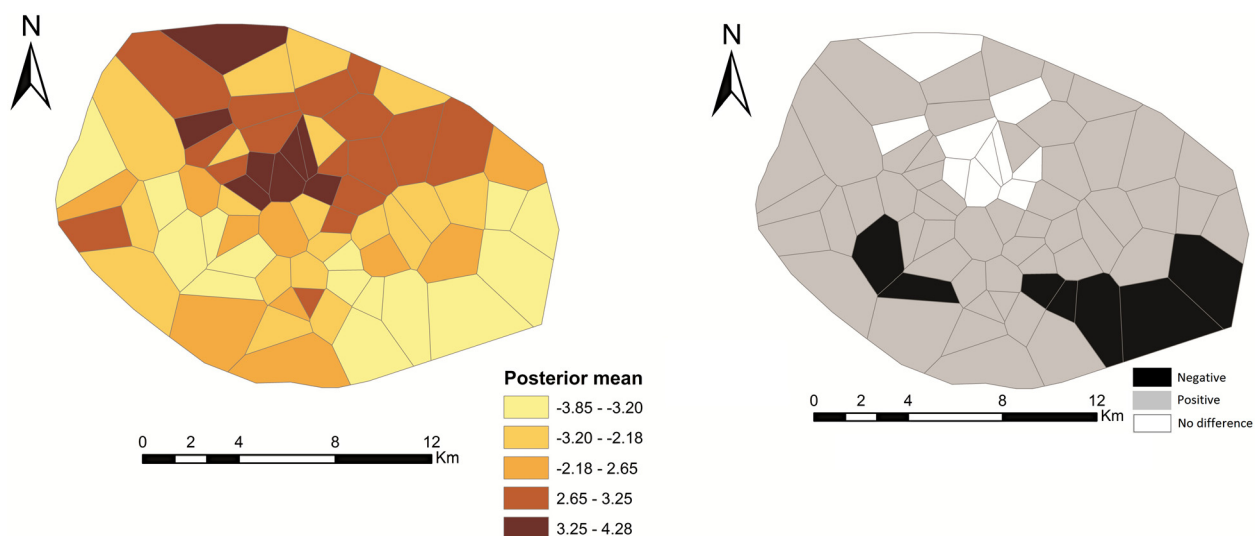 N
Posterior mean
-3.85 - -3.20
-3.20 - -2.18
-2.18 - 2.65
2.65 - 3.25
3.25 - 4.28
0 2 4 8 12
Km
N
Negative
Positive
No difference
0 2 4 8 12
Km